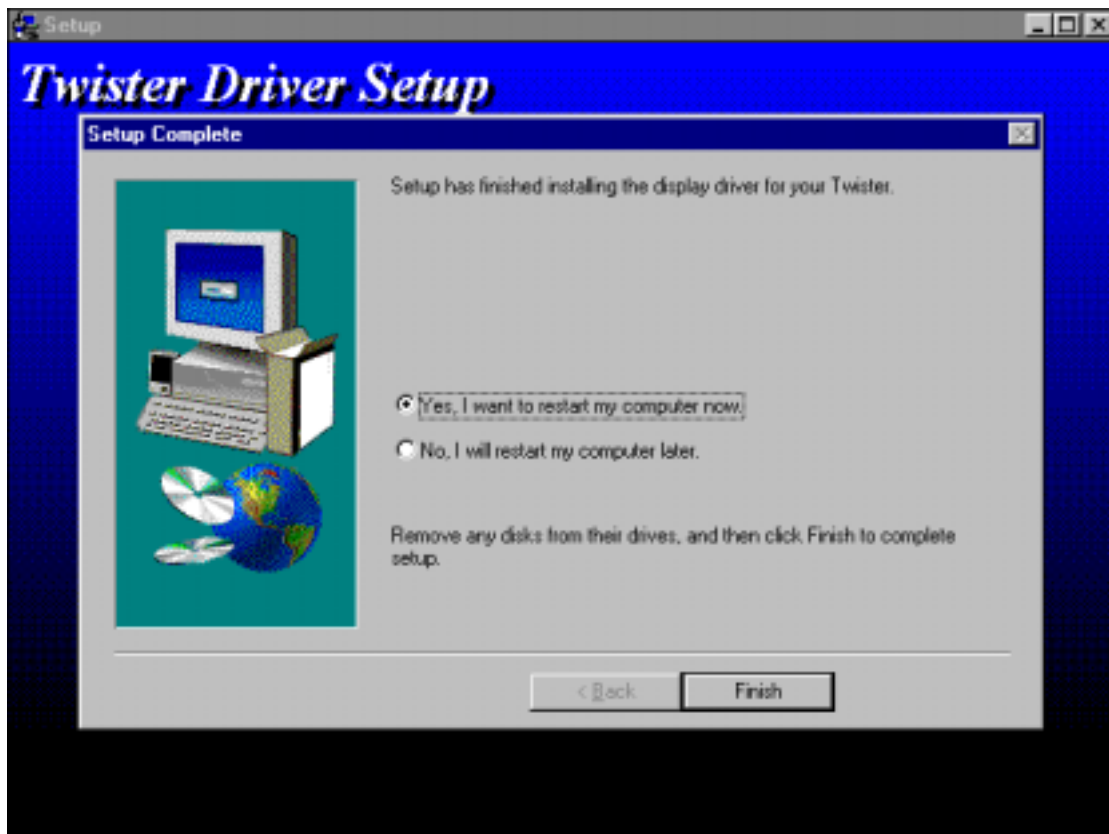 Setup
Twister Driver Setup
Setup Complete
Setup has finished installing the display driver for your Twister.
Yes, I want to restart my computer now.
No, I will restart my computer later.
Remove any disks from their drives, and then click Finish to complete
setup.
< Back
Finish